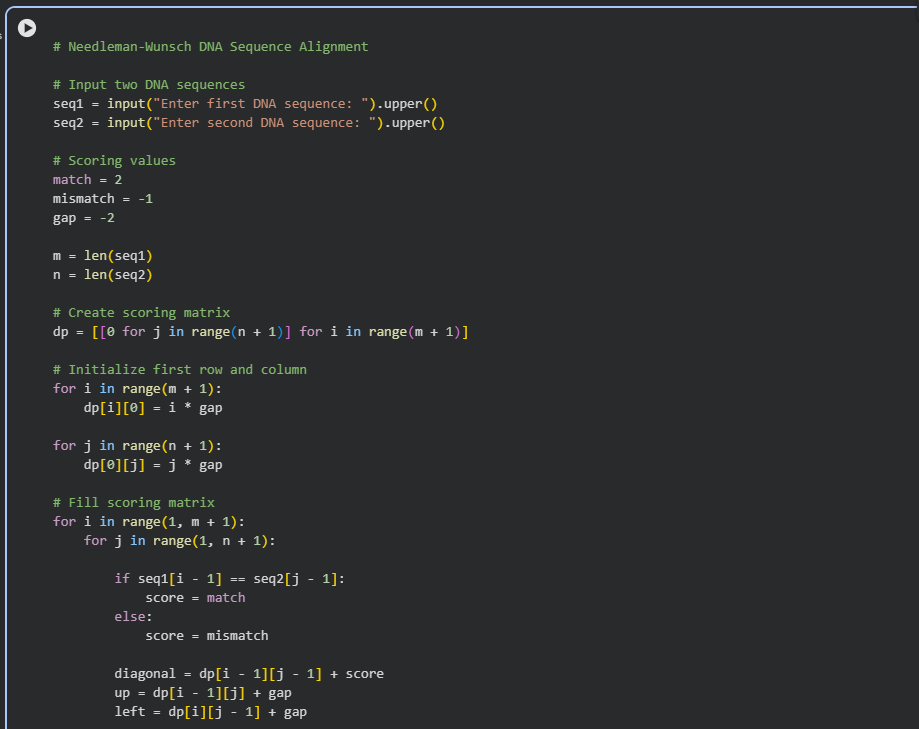 # Needleman-Wunsch DNA Sequence Alignment

# Input two DNA sequences
seq1 = input("Enter first DNA sequence: ").upper()
seq2 = input("Enter second DNA sequence: ").upper()

# Scoring values
match = 2
mismatch = -1
gap = -2

m = len(seq1)
n = len(seq2)

# Create scoring matrix
dp = [[0 for j in range(n + 1)] for i in range(m + 1)]

# Initialize first row and column
for i in range(m + 1):
    dp[i][0] = i * gap

for j in range(n + 1):
    dp[0][j] = j * gap

# Fill scoring matrix
for i in range(1, m + 1):
    for j in range(1, n + 1):

        if seq1[i - 1] == seq2[j - 1]:
            score = match
        else:
            score = mismatch

        diagonal = dp[i - 1][j - 1] + score
        up = dp[i - 1][j] + gap
        left = dp[i][j - 1] + gap